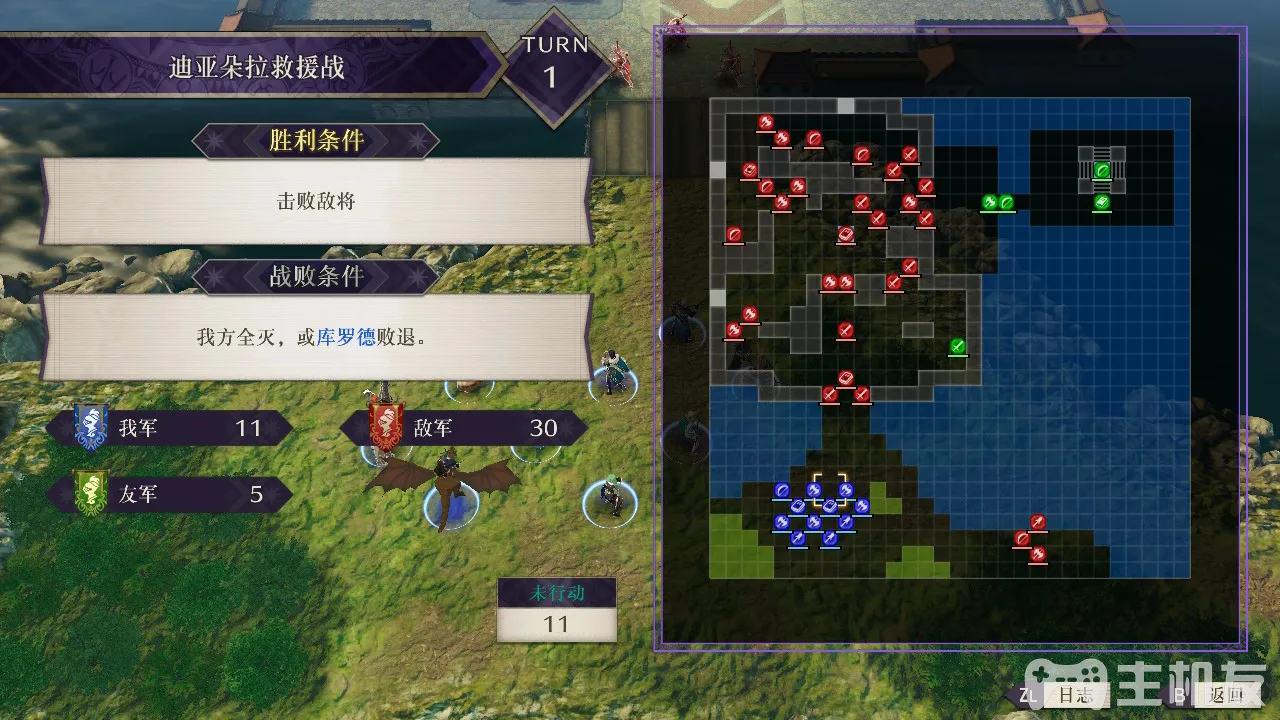 迪亚朵拉救援战
TURN
1
胜利条件
击败敌将
战败条件
我方全灭，或库罗德败退。
我军 11
敌军 30
友军 5
未行动
11
主机友
ZL 日志
B 返回